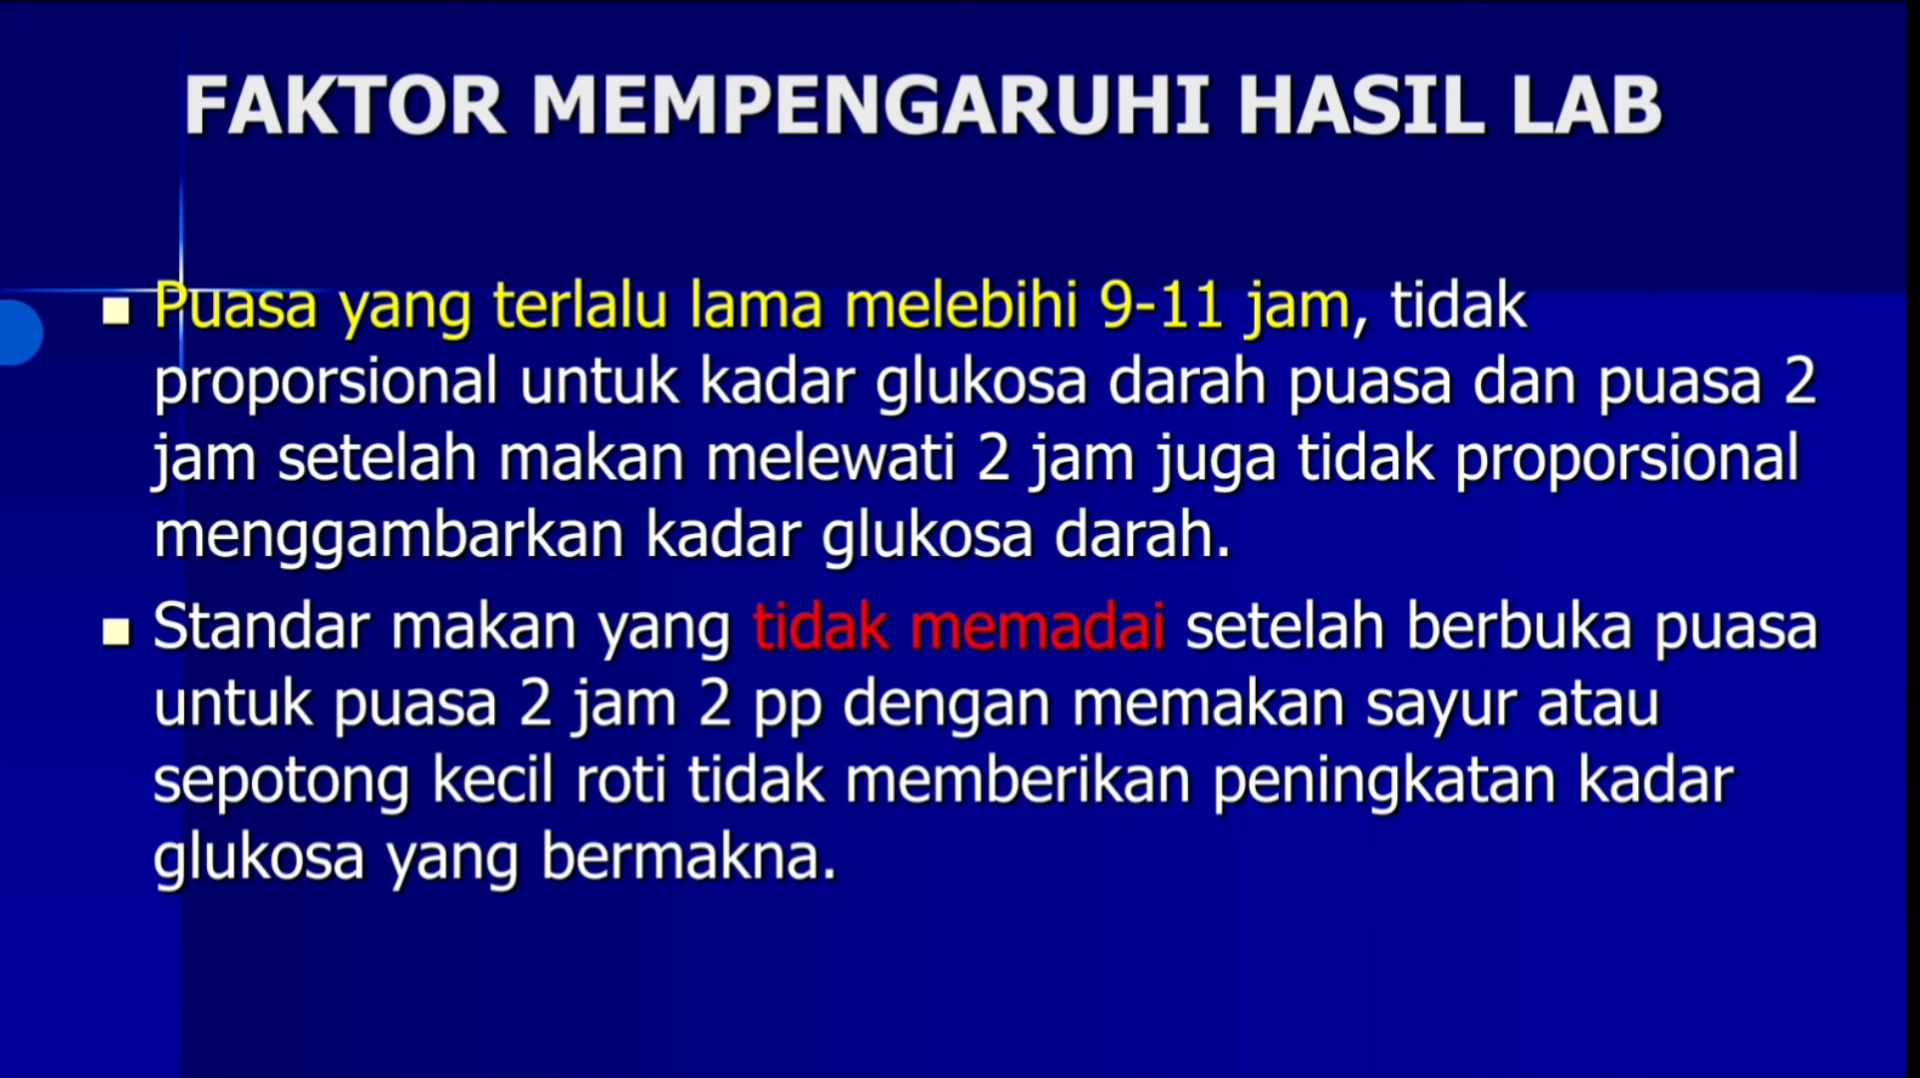 FAKTOR MEMPENGARUHI HASIL LAB
Puasa yang terlalu lama melebihi 9-11 jam, tidak
proporsional untuk kadar glukosa darah puasa dan puasa 2
jam setelah makan melewati 2 jam juga tidak proporsional
menggambarkan kadar glukosa darah.
Standar makan yang tidak memadai setelah berbuka puasa
untuk puasa 2 jam 2 pp dengan memakan sayur atau
sepotong kecil roti tidak memberikan peningkatan kadar
glukosa yang bermakna.